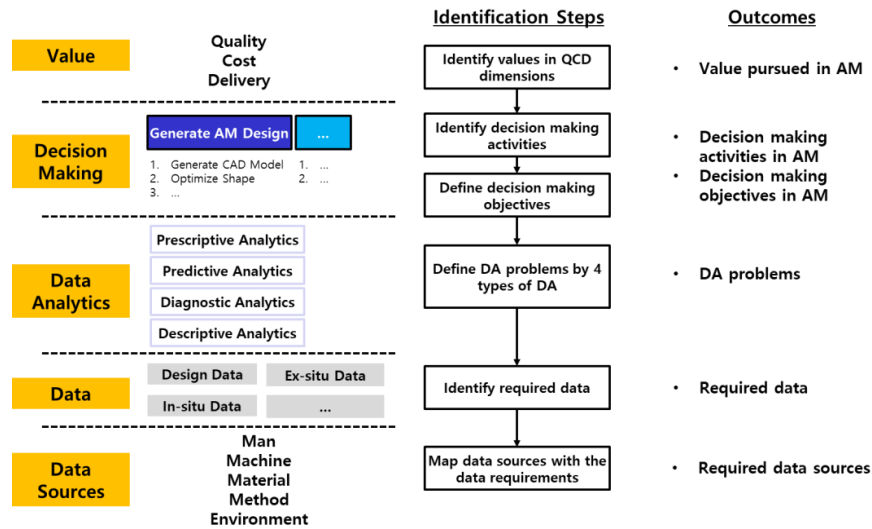 Identification Steps
Outcomes
Value
Quality
Cost
Delivery
Identify values in QCD
dimensions
• Value pursued in AM
Decision
Making
Generate AM Design
...
1. Generate CAD Model
2. Optimize Shape
3. ...
1. ...
2. ...
Identify decision making
activities
Define decision making
objectives
• Decision making
activities in AM
• Decision making
objectives in AM
Data
Analytics
Prescriptive Analytics
Predictive Analytics
Diagnostic Analytics
Descriptive Analytics
Define DA problems by 4
types of DA
• DA problems
Data
Design Data
Ex-situ Data
In-situ Data
...
Identify required data
• Required data
Data
Sources
Man
Machine
Material
Method
Environment
Map data sources with the
data requirements
• Required data sources